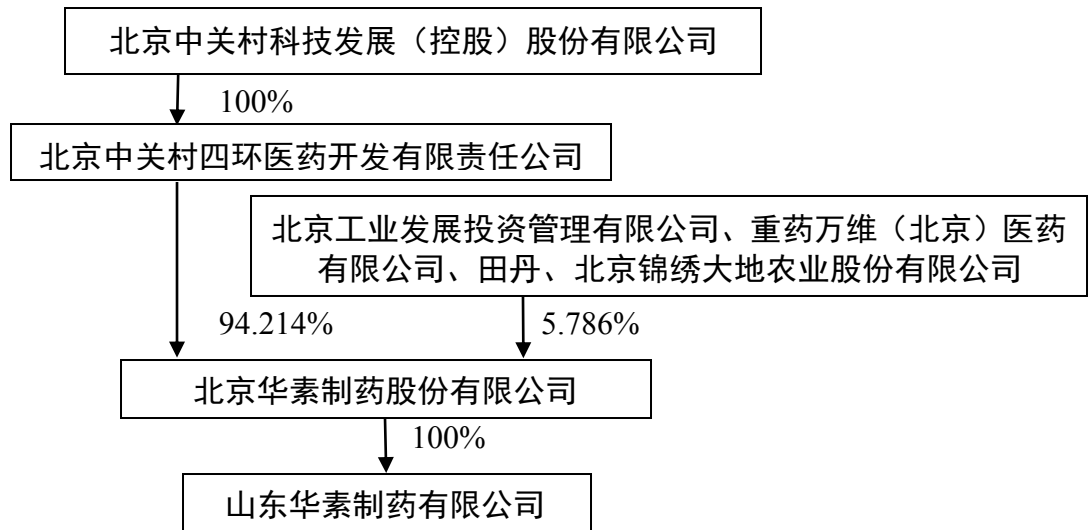 北京中关村科技发展（控股）股份有限公司
100%
北京中关村四环医药开发有限责任公司
北京工业发展投资管理有限公司、重药万维（北京）医药
有限公司、田丹、北京锦绣大地农业股份有限公司
94.214%
5.786%
北京华素制药股份有限公司
100%
山东华素制药有限公司